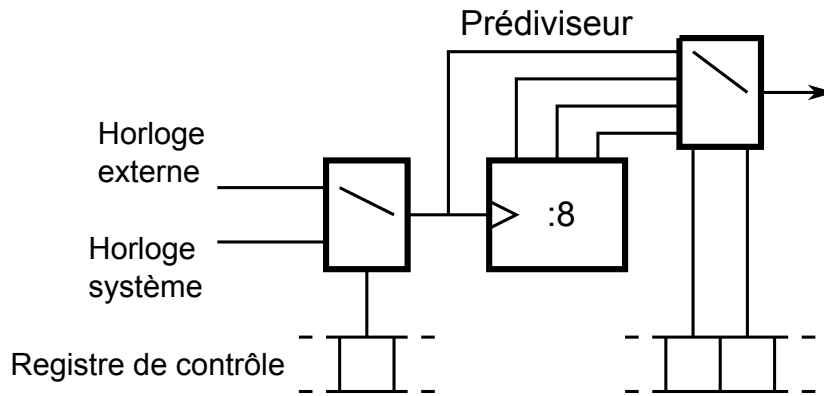 Prédiviseur
Horloge
externe
:8
Horloge
système
Registre de contrôle